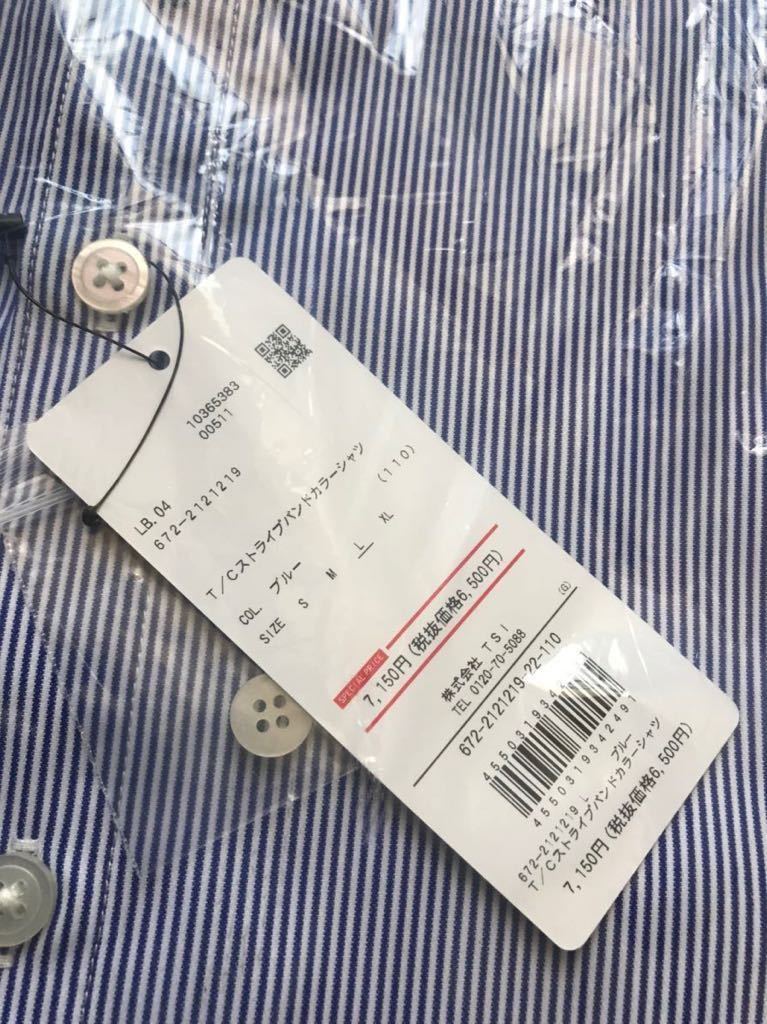 10365383
00511
LB.04
672-2121219
T/Cストライプバンドカラーシャツ
COL. ブルー
SIZE S M L XL (110)
SPECIAL PRICE
7,150円(税抜価格6,500円)
(G)
株式会社 TSI
TEL 0120-70-5088
672-2121219-22-110
4550319342491
672-2121219 L ブルー
T/Cストライプバンドカラーシャツ
7,150円(税抜価格6,500円)